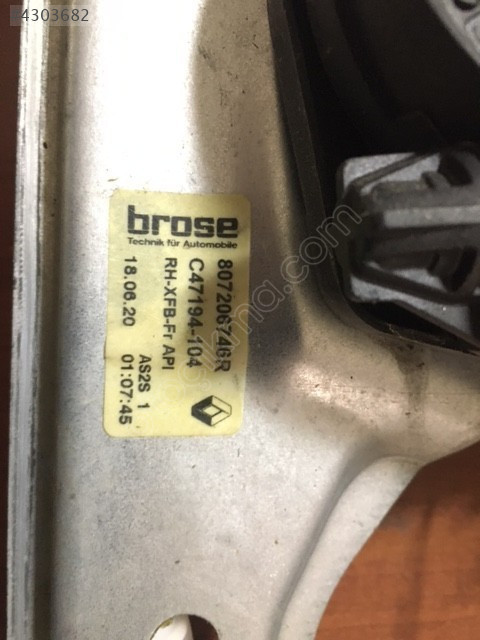 4303682
brose
Technik für Automobile
807206746R
C47194-104
RH-XFB-Fr API
18.06.20
AS2S 1
01:07:45